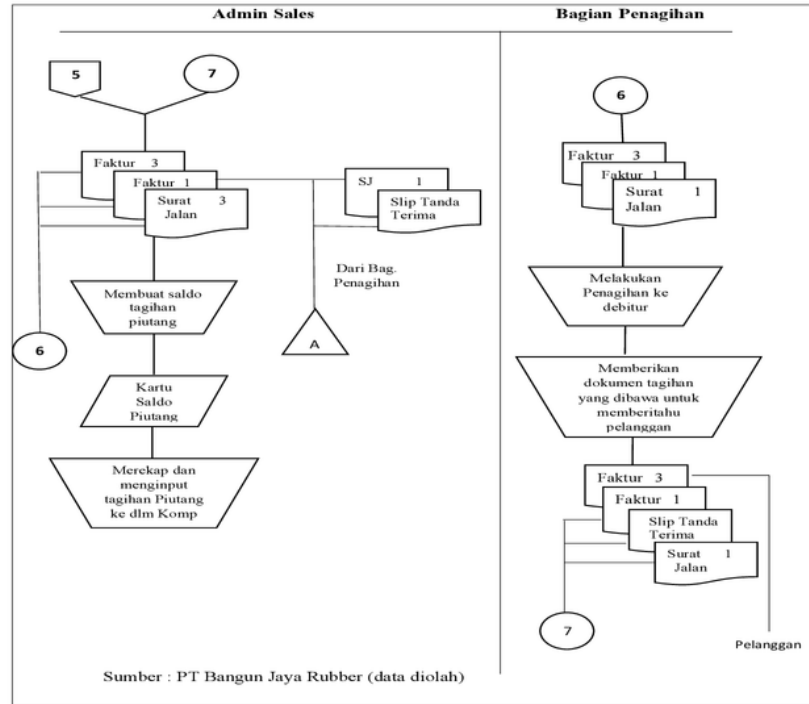 Admin Sales
Bagian Penagihan
5
7
Faktur 3
Faktur 1
Surat 3
Jalan
SJ 1
Slip Tanda
Terima
Dari Bag.
Penagihan
A
Membuat saldo
tagihan
piutang
6
Kartu
Saldo
Piutang
Merekap dan
menginput
tagihan Piutang
ke dlm Komp
6
Faktur 3
Faktur 1
Surat 1
Jalan
Melakukan
Penagihan ke
debitur
Memberikan
dokumen tagihan
yang dibawa untuk
memberitahu
pelanggan
Faktur 3
Faktur 1
Slip Tanda
Terima
Surat 1
Jalan
7
Pelanggan
Sumber : PT Bangun Jaya Rubber (data diolah)